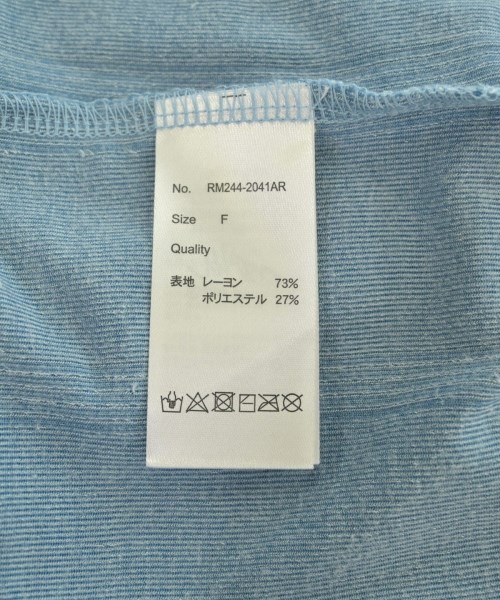 No. RM244-2041AR
Size F
Quality
表地 レーヨン 73%
ポリエステル 27%